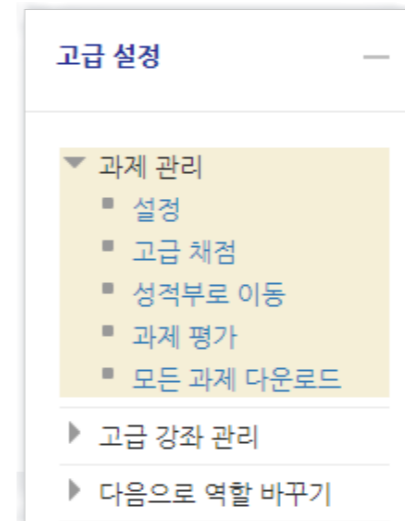 고급 설정
과제 관리
설정
고급 채점
성적부로 이동
과제 평가
모든 과제 다운로드
고급 강좌 관리
다음으로 역할 바꾸기